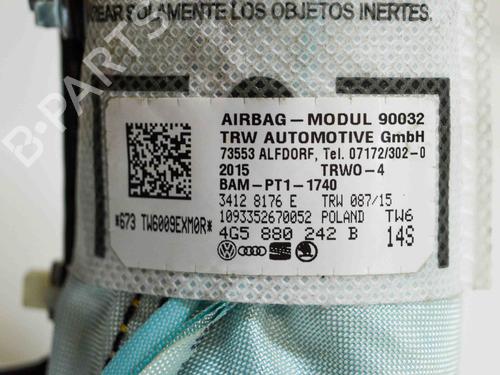 SOLAMENTE LOS OBJETOS INERTES.
B-PARTS
AIRBAG-MODUL 90032
TRW AUTOMOTIVE GmbH
73553 ALFDORF, Tel. 07172/302-0
2015 TRWO-4
BAM-PT1-1740
3412 8176 E TRW 087/15
1093352670052 POLAND TW6
*673 TW6009EXM0R*
4G5 880 242 B 14S